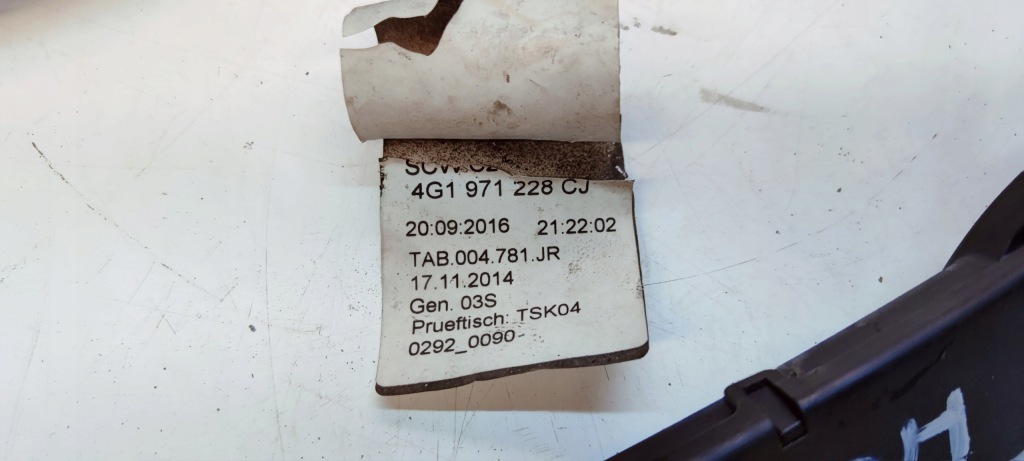 4G1 971 228 CJ
20:09:2016 21:22:02
TAB.004.781.JR
17.11.2014
Gen. 03S
Prueftisch: TSK04
0292_0090-